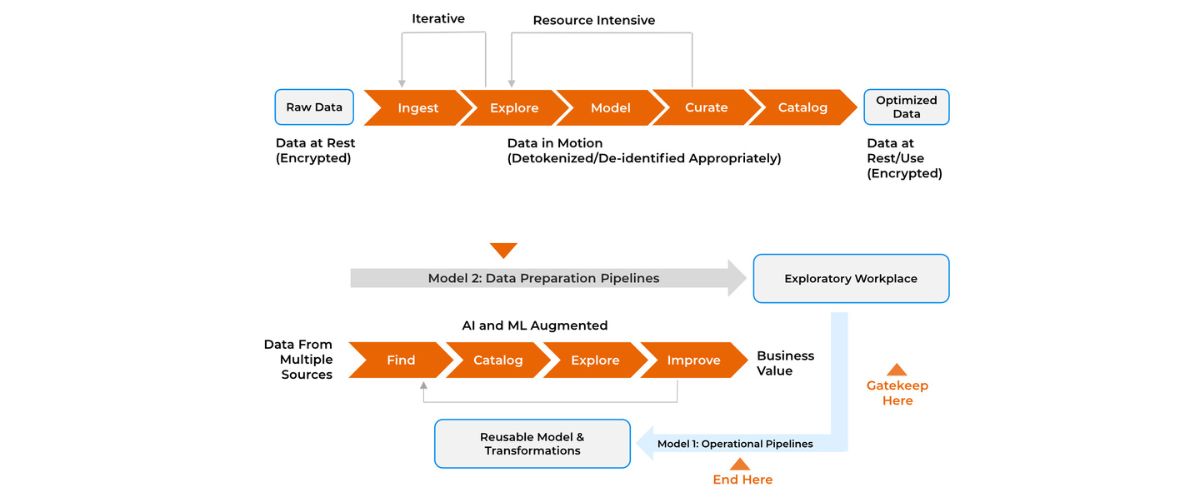 Iterative
Resource Intensive
Raw Data
Ingest
Explore
Model
Curate
Catalog
Optimized
Data
Data at Rest
(Encrypted)
Data in Motion
(Detokenized/De-identified Appropriately)
Data at
Rest/Use
(Encrypted)
Model 2: Data Preparation Pipelines
Exploratory Workplace
AI and ML Augmented
Data From
Multiple
Sources
Find
Catalog
Explore
Improve
Business
Value
Gatekeep
Here
Reusable Model &
Transformations
Model 1: Operational Pipelines
End Here